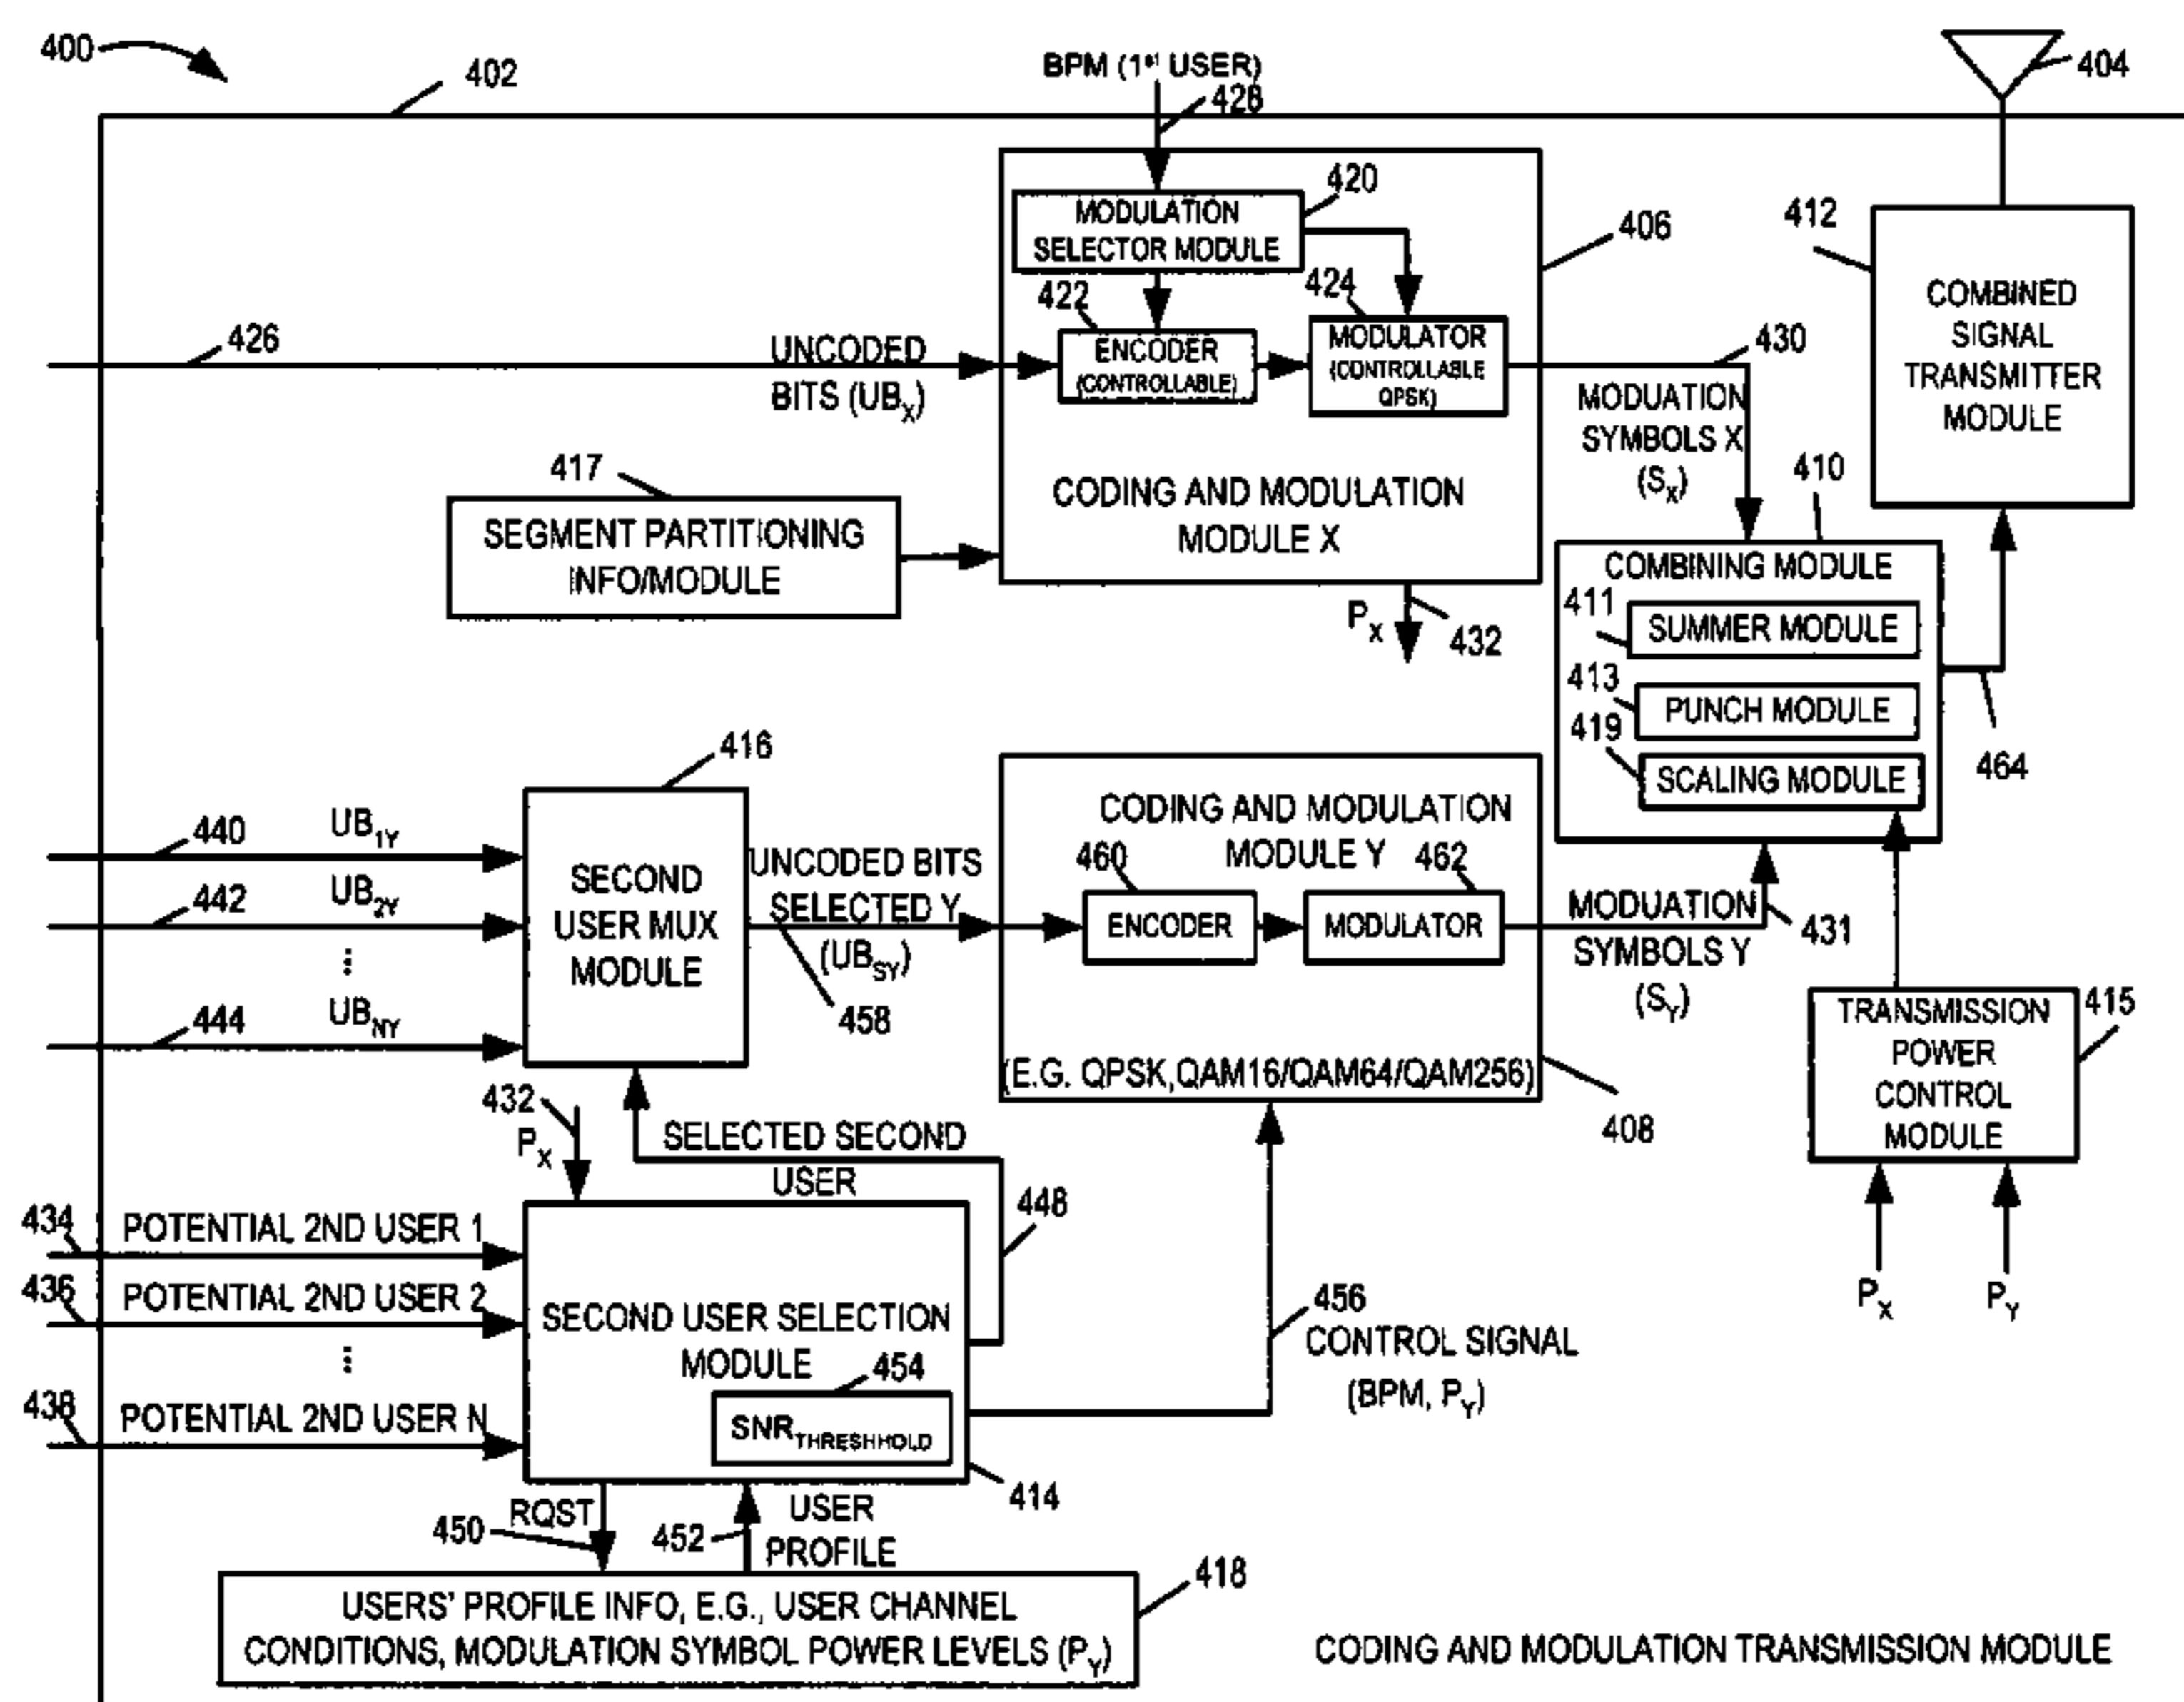 400
402
BPM (1st USER)
428
404
420
MODULATION
SELECTOR MODULE
406
412
COMBINED
SIGNAL
TRANSMITTER
MODULE
422
424
426
UNCODED
BITS (UBX)
ENCODER
(CONTROLLABLE)
MODULATOR
(CONTROLLABLE
QPSK)
430
MODUATION
SYMBOLS X
(SX)
417
SEGMENT PARTITIONING
INFO/MODULE
CODING AND MODULATION
MODULE X
410
COMBINING MODULE
411
SUMMER MODULE
413
PUNCH MODULE
419
SCALING MODULE
464
PX
432
416
440
UB1Y
442
UB2Y
⋮
444
UBNY
SECOND
USER MUX
MODULE
UNCODED BITS
SELECTED Y
(UBSY)
458
CODING AND MODULATION
MODULE Y
460
462
ENCODER
MODULATOR
(E.G. QPSK,QAM16/QAM64/QAM256)
408
MODUATION
SYMBOLS Y
(SY)
431
TRANSMISSION
POWER
CONTROL
MODULE
415
PX
PY
432
PX
SELECTED SECOND
USER
448
434
POTENTIAL 2ND USER 1
436
POTENTIAL 2ND USER 2
⋮
438
POTENTIAL 2ND USER N
SECOND USER SELECTION
MODULE
454
SNRTHRESHHOLD
414
456
CONTROL SIGNAL
(BPM, PY)
RQST
450
452
USER
PROFILE
418
USERS' PROFILE INFO, E.G., USER CHANNEL
CONDITIONS, MODULATION SYMBOL POWER LEVELS (PY)
CODING AND MODULATION TRANSMISSION MODULE